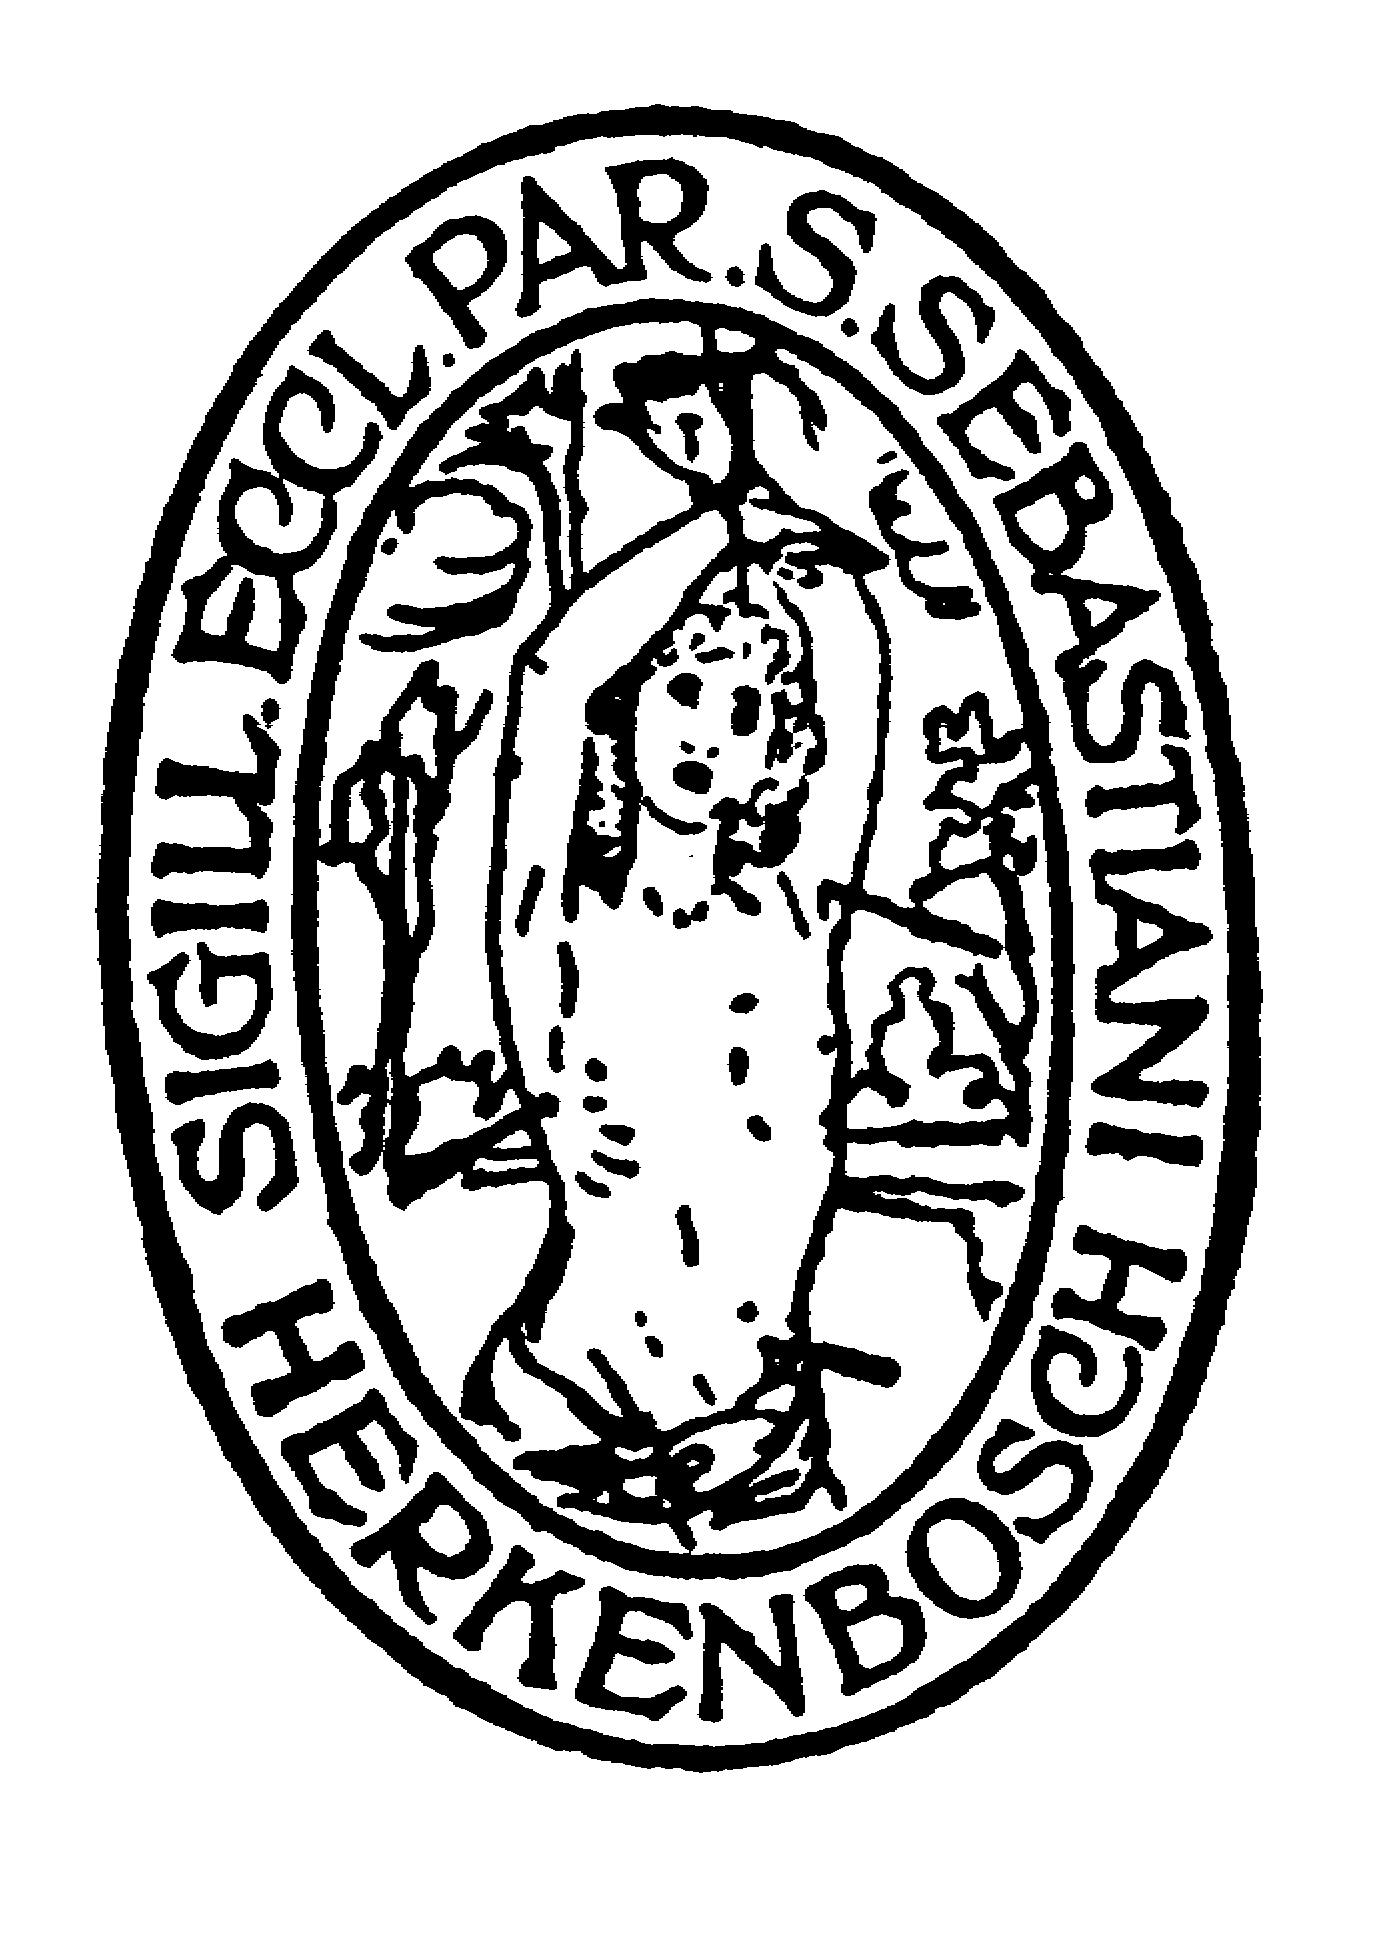 SIGILL. ECCL. PAR. S. SEBASTIANI
HERKENBOSCH